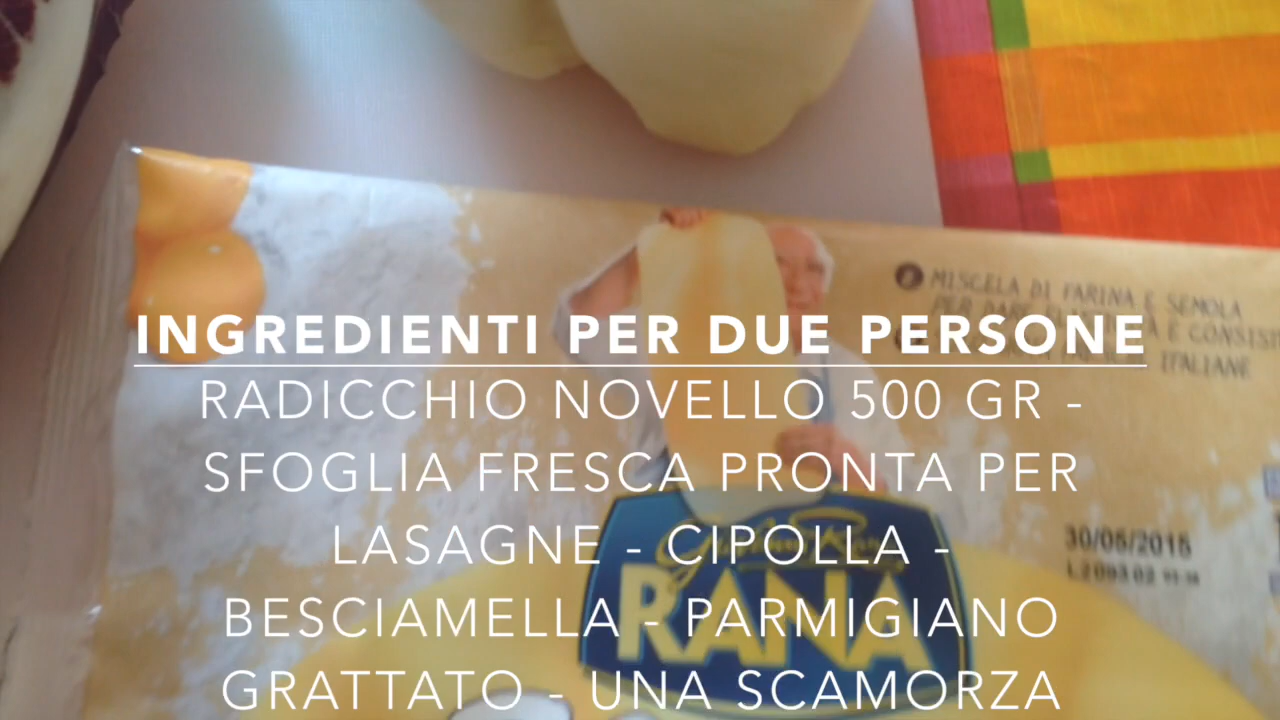 MISCELA DI FARINA E SEMOLA
INGREDIENTI PER DUE PERSONE
ITALIANE
RADICCHIO NOVELLO 500 GR -
SFOGLIA FRESCA PRONTA PER
LASAGNE - CIPOLLA -
30/05/2015
BESCIAMELLA - PARMIGIANO
RANA
GRATTATO - UNA SCAMORZA